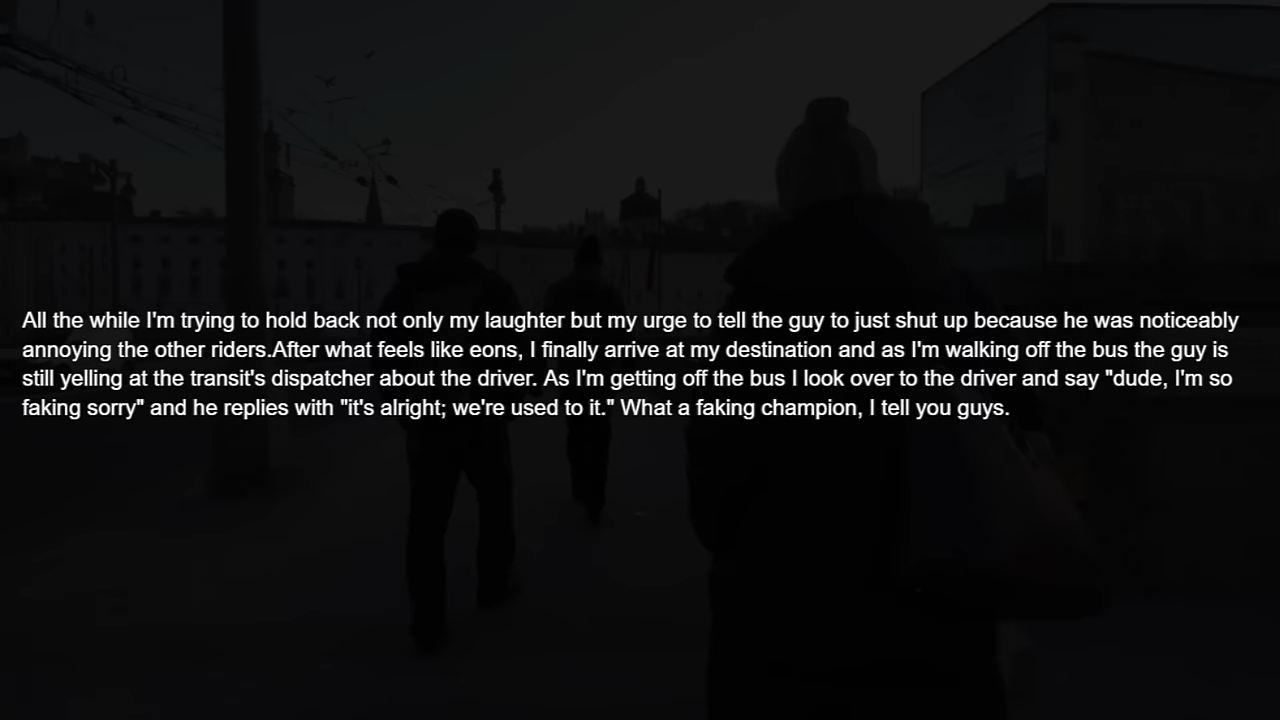 All the while I'm trying to hold back not only my laughter but my urge to tell the guy to just shut up because he was noticeably
annoying the other riders.After what feels like eons, I finally arrive at my destination and as I'm walking off the bus the guy is
still yelling at the transit's dispatcher about the driver. As I'm getting off the bus I look over to the driver and say "dude, I'm so
faking sorry" and he replies with "it's alright; we're used to it." What a faking champion, I tell you guys.